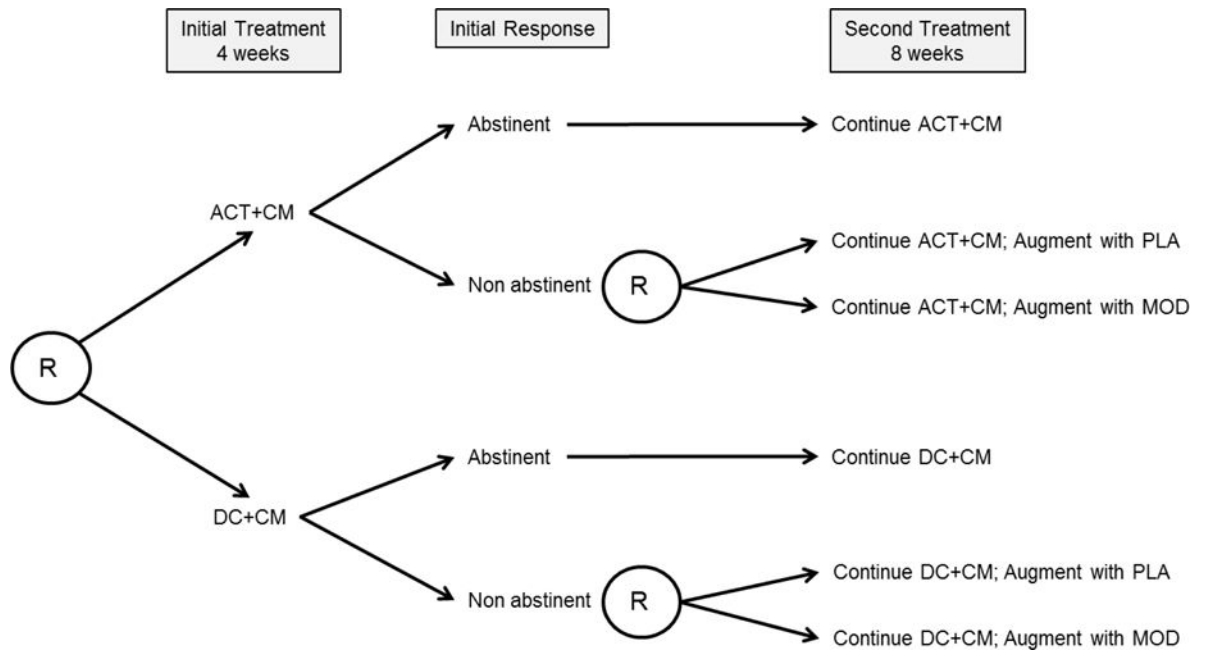 Initial Treatment
4 weeks
Initial Response
Second Treatment
8 weeks
Abstinent
Continue ACT+CM
ACT+CM
Continue ACT+CM; Augment with PLA
Non abstinent
R
Continue ACT+CM; Augment with MOD
R
Abstinent
Continue DC+CM
DC+CM
Continue DC+CM; Augment with PLA
Non abstinent
R
Continue DC+CM; Augment with MOD